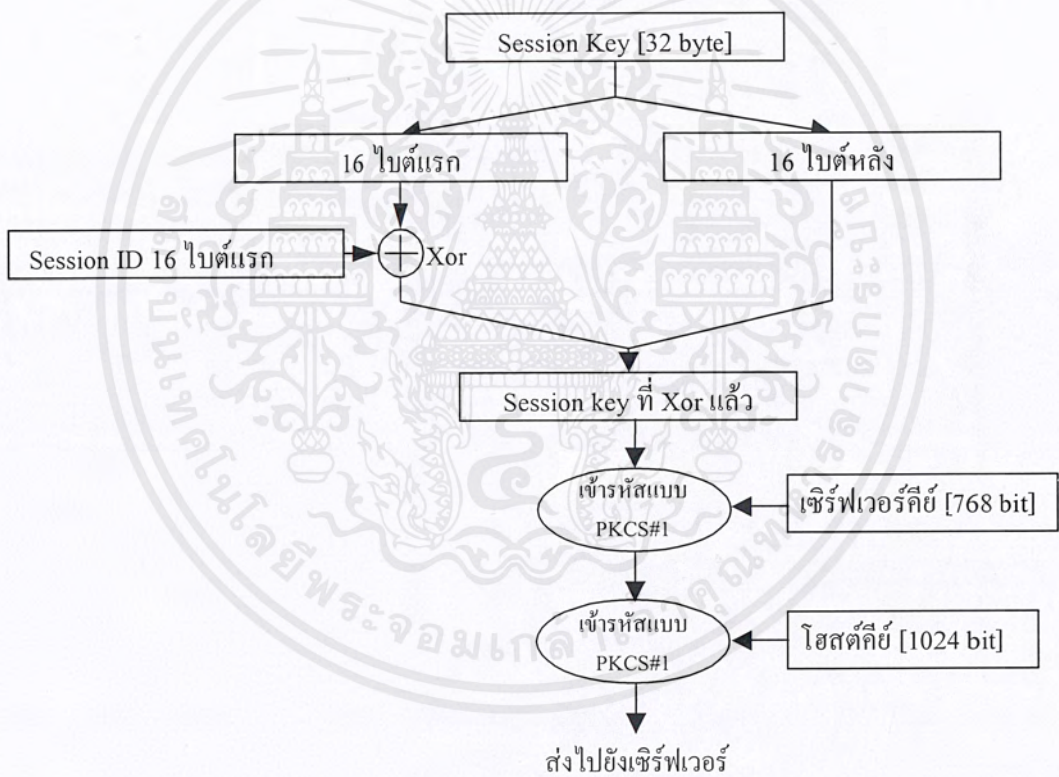 Session Key [32 byte]
16 ไบต์แรก
16 ไบต์หลัง
Session ID 16 ไบต์แรก
Xor
Session key ที่ Xor แล้ว
เข้ารหัสแบบ
PKCS#1
เซิร์ฟเวอร์คีย์ [768 bit]
เข้ารหัสแบบ
PKCS#1
โฮสต์คีย์ [1024 bit]
ส่งไปยังเซิร์ฟเวอร์